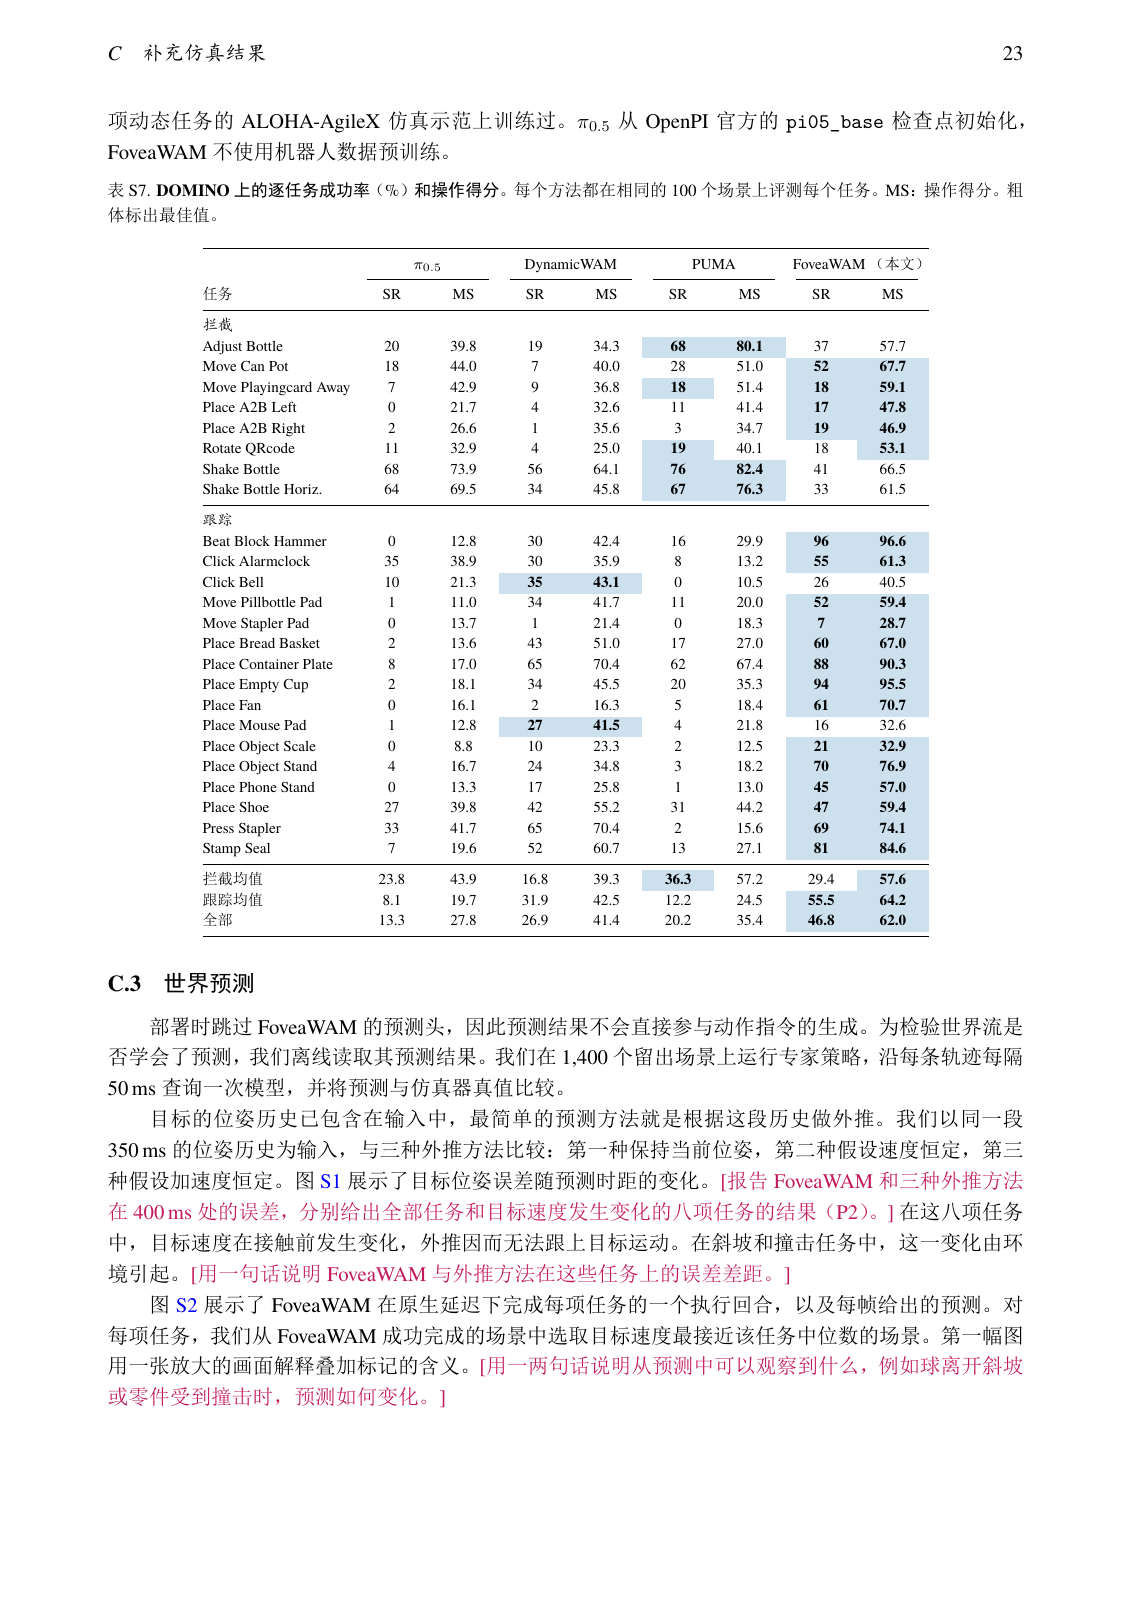 C 补充仿真结果 23
项动态任务的 ALOHA-AgileX 仿真示范上训练过。π0.5 从 OpenPI 官方的 pi05_base 检查点初始化，
FoveaWAM 不使用机器人数据预训练。
表 S7. DOMINO 上的逐任务成功率（%）和操作得分。每个方法都在相同的 100 个场景上评测每个任务。MS：操作得分。粗
体标出最佳值。
π0.5 DynamicWAM PUMA FoveaWAM（本文）
任务 SR MS SR MS SR MS SR MS
拦截
Adjust Bottle 20 39.8 19 34.3 68 80.1 37 57.7
Move Can Pot 18 44.0 7 40.0 28 51.0 52 67.7
Move Playingcard Away 7 42.9 9 36.8 18 51.4 18 59.1
Place A2B Left 0 21.7 4 32.6 11 41.4 17 47.8
Place A2B Right 2 26.6 1 35.6 3 34.7 19 46.9
Rotate QRcode 11 32.9 4 25.0 19 40.1 18 53.1
Shake Bottle 68 73.9 56 64.1 76 82.4 41 66.5
Shake Bottle Horiz. 64 69.5 34 45.8 67 76.3 33 61.5
跟踪
Beat Block Hammer 0 12.8 30 42.4 16 29.9 96 96.6
Click Alarmclock 35 38.9 30 35.9 8 13.2 55 61.3
Click Bell 10 21.3 35 43.1 0 10.5 26 40.5
Move Pillbottle Pad 1 11.0 34 41.7 11 20.0 52 59.4
Move Stapler Pad 0 13.7 1 21.4 0 18.3 7 28.7
Place Bread Basket 2 13.6 43 51.0 17 27.0 60 67.0
Place Container Plate 8 17.0 65 70.4 62 67.4 88 90.3
Place Empty Cup 2 18.1 34 45.5 20 35.3 94 95.5
Place Fan 0 16.1 2 16.3 5 18.4 61 70.7
Place Mouse Pad 1 12.8 27 41.5 4 21.8 16 32.6
Place Object Scale 0 8.8 10 23.3 2 12.5 21 32.9
Place Object Stand 4 16.7 24 34.8 3 18.2 70 76.9
Place Phone Stand 0 13.3 17 25.8 1 13.0 45 57.0
Place Shoe 27 39.8 42 55.2 31 44.2 47 59.4
Press Stapler 33 41.7 65 70.4 2 15.6 69 74.1
Stamp Seal 7 19.6 52 60.7 13 27.1 81 84.6
拦截均值 23.8 43.9 16.8 39.3 36.3 57.2 29.4 57.6
跟踪均值 8.1 19.7 31.9 42.5 12.2 24.5 55.5 64.2
全部 13.3 27.8 26.9 41.4 20.2 35.4 46.8 62.0
C.3 世界预测
部署时跳过 FoveaWAM 的预测头，因此预测结果不会直接参与动作指令的生成。为检验世界流是
否学会了预测，我们离线读取其预测结果。我们在 1,400 个留出场景上运行专家策略，沿每条轨迹每隔
50 ms 查询一次模型，并将预测与仿真器真值比较。
目标的位姿历史已包含在输入中，最简单的预测方法就是根据这段历史做外推。我们以同一段
350 ms 的位姿历史为输入，与三种外推方法比较：第一种保持当前位姿，第二种假设速度恒定，第三
种假设加速度恒定。图 S1 展示了目标位姿误差随预测时距的变化。[报告 FoveaWAM 和三种外推方法
在 400 ms 处的误差，分别给出全部任务和目标速度发生变化的八项任务的结果（P2）。] 在这八项任务
中，目标速度在接触前发生变化，外推因而无法跟上目标运动。在斜坡和撞击任务中，这一变化由环
境引起。[用一句话说明 FoveaWAM 与外推方法在这些任务上的误差差距。]
图 S2 展示了 FoveaWAM 在原生延迟下完成每项任务的一个执行回合，以及每帧给出的预测。对
每项任务，我们从 FoveaWAM 成功完成的场景中选取目标速度最接近该任务中位数的场景。第一幅图
用一张放大的画面解释叠加标记的含义。[用一两句话说明从预测中可以观察到什么，例如球离开斜坡
或零件受到撞击时，预测如何变化。]